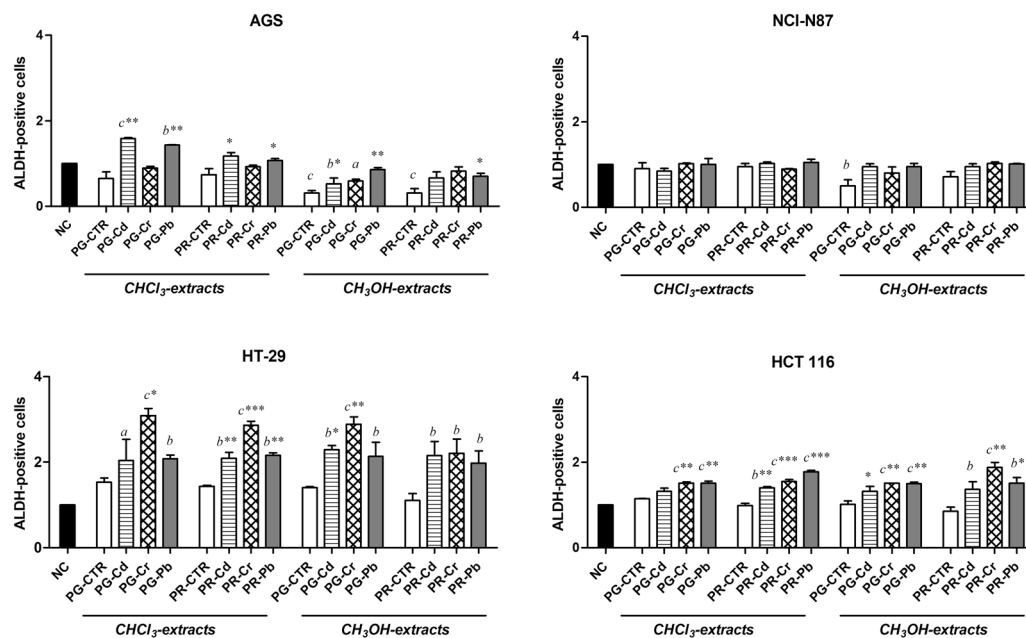 AGS
ALDH-positive cells
4
2
0
c**
b**
*
*
c
b*
a
**
c
*
NC
PG-CTR
PG-Cd
PG-Cr
PG-Pb
PR-CTR
PR-Cd
PR-Cr
PR-Pb
PG-CTR
PG-Cd
PG-Cr
PG-Pb
PR-CTR
PR-Cd
PR-Cr
PR-Pb
CHCl3-extracts
CH3OH-extracts
NCI-N87
ALDH-positive cells
4
2
0
b
NC
PG-CTR
PG-Cd
PG-Cr
PG-Pb
PR-CTR
PR-Cd
PR-Cr
PR-Pb
PG-CTR
PG-Cd
PG-Cr
PG-Pb
PR-CTR
PR-Cd
PR-Cr
PR-Pb
CHCl3-extracts
CH3OH-extracts
HT-29
ALDH-positive cells
4
2
0
a
c*
b
b**
c***
b**
b*
c**
b
b
b
b
NC
PG-CTR
PG-Cd
PG-Cr
PG-Pb
PR-CTR
PR-Cd
PR-Cr
PR-Pb
PG-CTR
PG-Cd
PG-Cr
PG-Pb
PR-CTR
PR-Cd
PR-Cr
PR-Pb
CHCl3-extracts
CH3OH-extracts
HCT 116
ALDH-positive cells
4
2
0
c**
c**
b**
c***
c***
*
c**
c**
b
c**
b*
NC
PG-CTR
PG-Cd
PG-Cr
PG-Pb
PR-CTR
PR-Cd
PR-Cr
PR-Pb
PG-CTR
PG-Cd
PG-Cr
PG-Pb
PR-CTR
PR-Cd
PR-Cr
PR-Pb
CHCl3-extracts
CH3OH-extracts